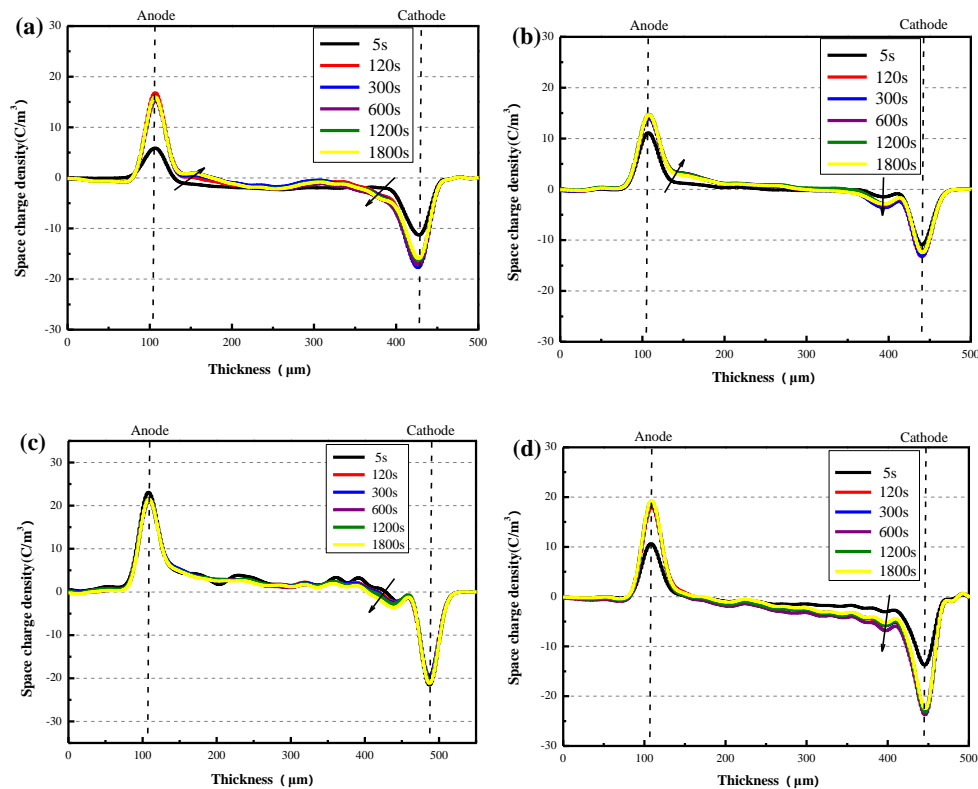 (a)
Anode
Cathode
30
20
10
0
-10
-20
-30
0
100
200
300
400
500
Space charge density(C/m³)
Thickness（μm）
5s
120s
300s
600s
1200s
1800s
(b)
Anode
Cathode
30
20
10
0
-10
-20
-30
0
100
200
300
400
500
Space charge density(C/m³)
Thickness（μm）
5s
120s
300s
600s
1200s
1800s
(c)
Anode
Cathode
30
20
10
0
-10
-20
-30
0
100
200
300
400
500
Space charge density(C/m³)
Thickness（μm）
5s
120s
300s
600s
1200s
1800s
(d)
Anode
Cathode
30
20
10
0
-10
-20
-30
0
100
200
300
400
500
Space charge density(C/m³)
Thickness（μm）
5s
120s
300s
600s
1200s
1800s